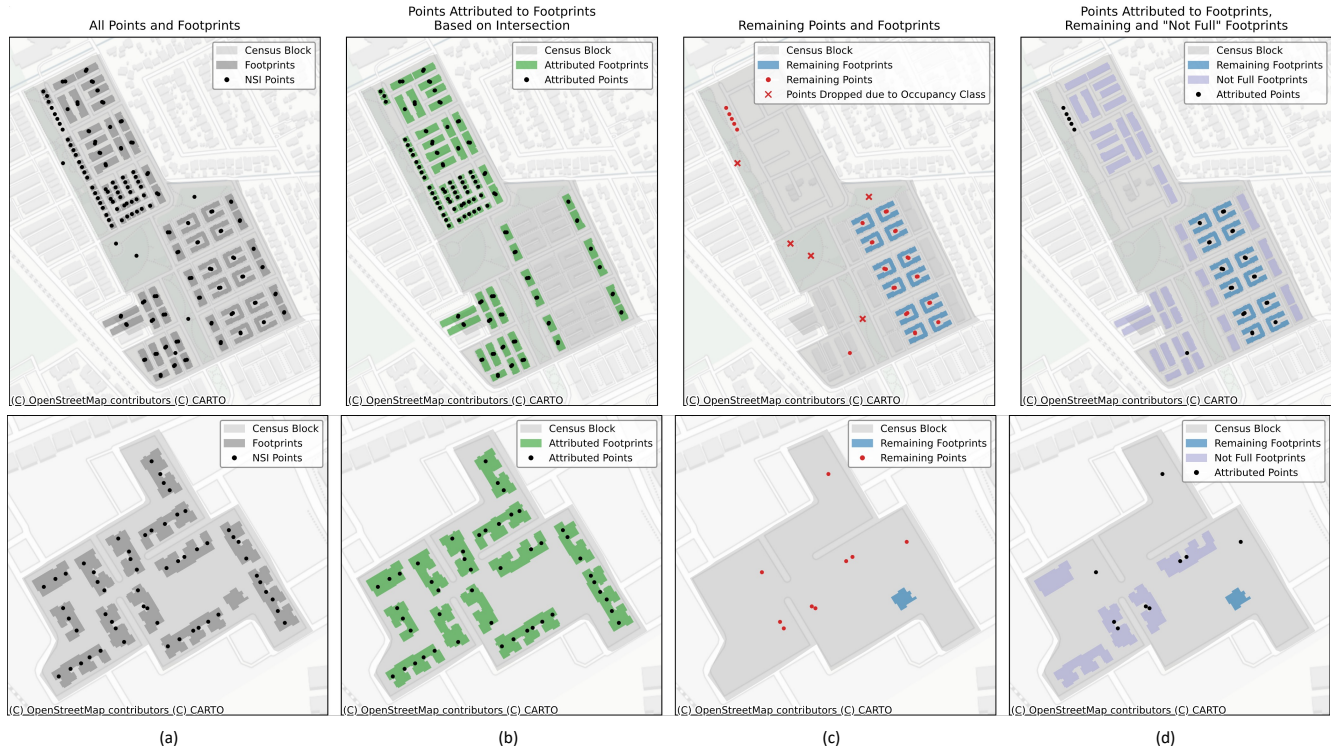 All Points and Footprints
Points Attributed to Footprints
Based on Intersection
Remaining Points and Footprints
Points Attributed to Footprints,
Remaining and "Not Full" Footprints
Census Block
Footprints
NSI Points
(C) OpenStreetMap contributors (C) CARTO
Census Block
Attributed Footprints
Attributed Points
(C) OpenStreetMap contributors (C) CARTO
Census Block
Remaining Footprints
Remaining Points
Points Dropped due to Occupancy Class
(C) OpenStreetMap contributors (C) CARTO
Census Block
Remaining Footprints
Not Full Footprints
Attributed Points
(C) OpenStreetMap contributors (C) CARTO
Census Block
Footprints
NSI Points
(C) OpenStreetMap contributors (C) CARTO
Census Block
Attributed Footprints
Attributed Points
(C) OpenStreetMap contributors (C) CARTO
Census Block
Remaining Footprints
Remaining Points
(C) OpenStreetMap contributors (C) CARTO
Census Block
Remaining Footprints
Not Full Footprints
Attributed Points
(C) OpenStreetMap contributors (C) CARTO
(a)
(b)
(c)
(d)